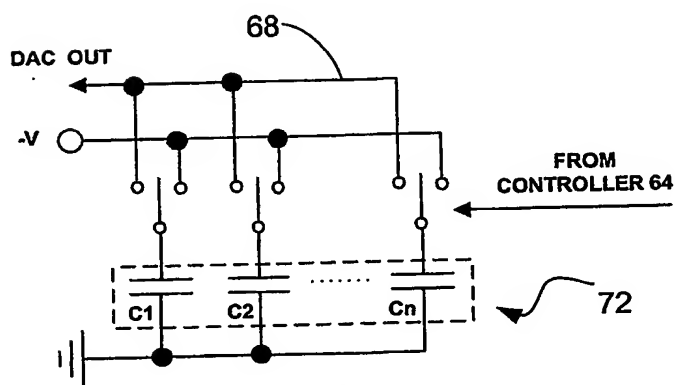 68
DAC OUT
-V
FROM
CONTROLLER 64
C1 C2 ........ Cn
72